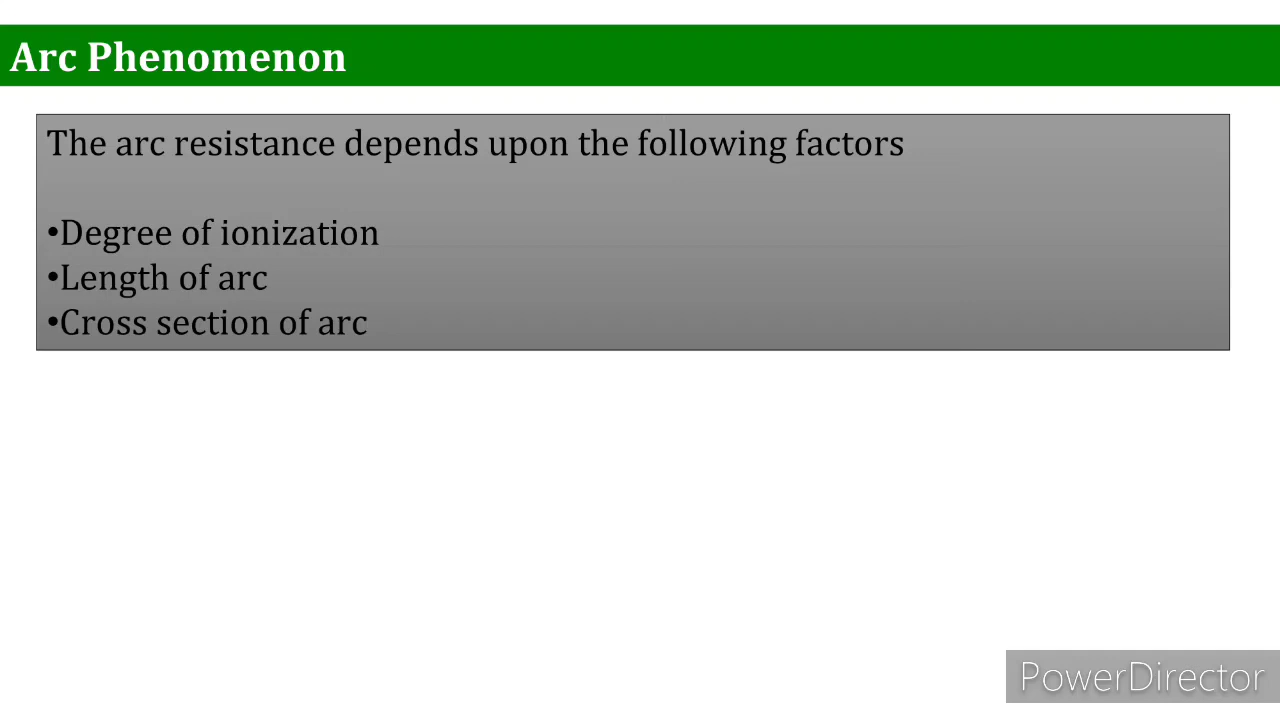 Arc Phenomenon
The arc resistance depends upon the following factors
•Degree of ionization
•Length of arc
•Cross section of arc
PowerDirector